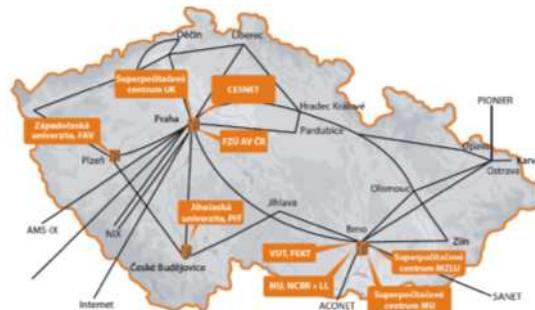 Děčín
Liberec
Superpočítačové
centrum UK
CESNET
Hradec Králové
PIONIER
Praha
Západočeská
univerzita, FAV
FZÚ AV ČR
Pardubice
Opava
Karv
Ostrava
Plzeň
Olomouc
Jihočeská
univerzita, PřF
Jihlava
AMS-IX
NIX
Brno
Zlín
VUT, FEKT
Superpočítačové
centrum MZLU
České Budějovice
MU, NCBR + LL
Internet
ACONET
Superpočítačové
centrum MU
SANET